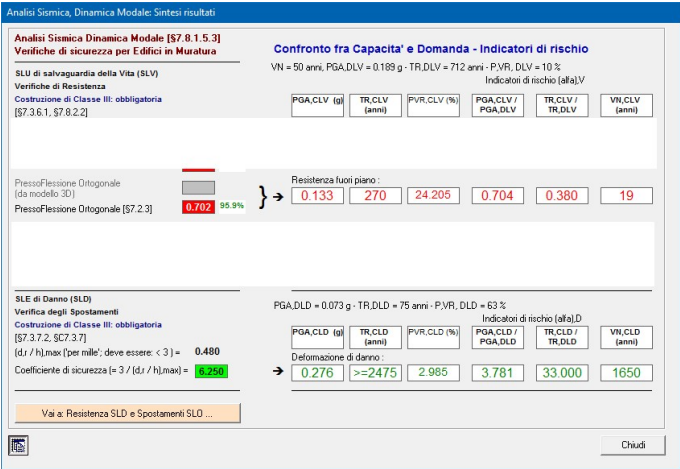 Analisi Sismica, Dinamica Modale: Sintesi risultati
Analisi Sismica Dinamica Modale [§7.8.1.5.3]
Verifiche di sicurezza per Edifici in Muratura
Confronto fra Capacita' e Domanda - Indicatori di rischio
SLU di salvaguardia della Vita (SLV)
Verifiche di Resistenza
Costruzione di Classe III: obbligatoria
[§7.3.6.1, §7.8.2.2]
VN = 50 anni, PGA,DLV = 0.189 g - TR,DLV = 712 anni - P,VR, DLV = 10 %
Indicatori di rischio (alfa),V
PGA,CLV (g) TR,CLV (anni) PVR,CLV (%) PGA,CLV / PGA,DLV TR,CLV / TR,DLV VN,CLV (anni)
PressoFlessione Ortogonale
(da modello 3D)
PressoFlessione Ortogonale [§7.2.3] 0.702 95.9%
Resistenza fuori piano :
} ➔ 0.133 270 24.205 0.704 0.380 19
SLE di Danno (SLD)
Verifica degli Spostamenti
Costruzione di Classe III: obbligatoria
[§7.3.7.2, §C7.3.7]
(d,r / h),max ('per mille'; deve essere: < 3 ) = 0.480
Coefficiente di sicurezza (= 3 / (d,r / h),max) = 6.250
PGA,DLD = 0.073 g - TR,DLD = 75 anni - P,VR, DLD = 63 %
Indicatori di rischio (alfa),D
PGA,CLD (g) TR,CLD (anni) PVR,CLD (%) PGA,CLD / PGA,DLD TR,CLD / TR,DLD VN,CLD (anni)
Deformazione di danno :
➔ 0.276 >=2475 2.985 3.781 33.000 1650
Vai a: Resistenza SLD e Spostamenti SLO ...
Chiudi